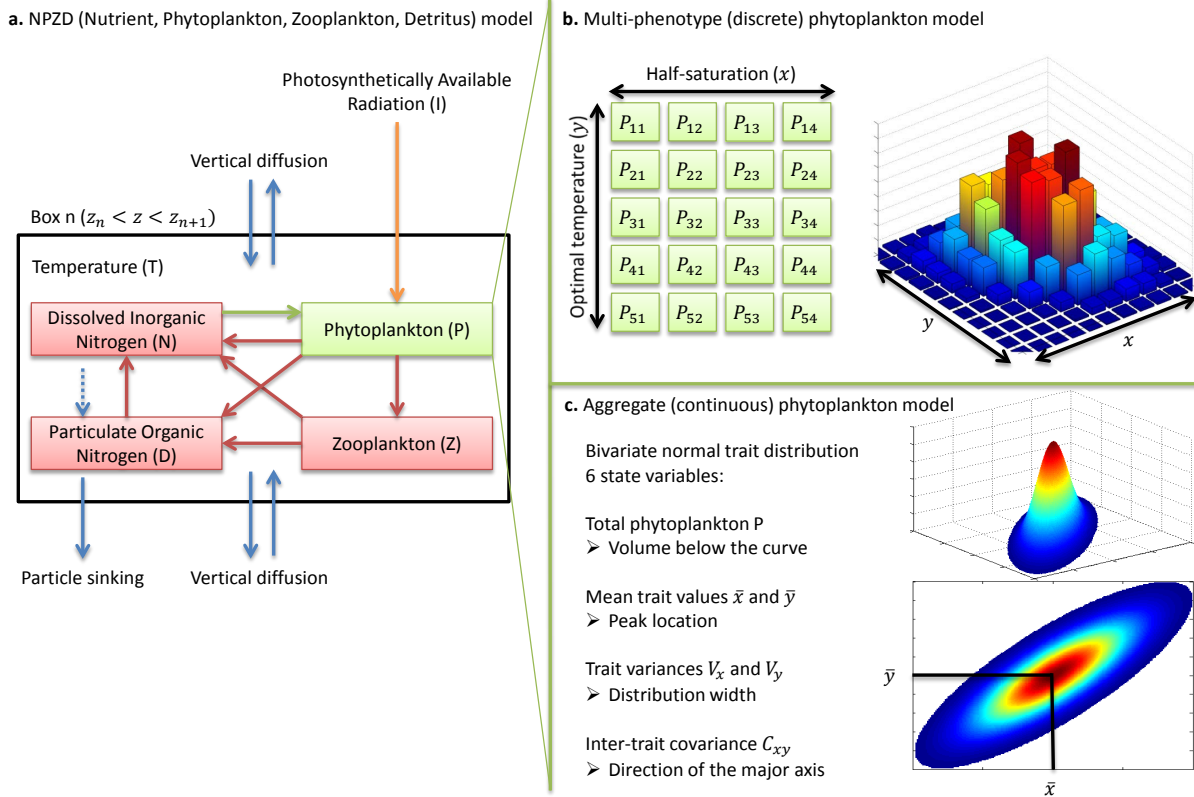 a. NPZD (Nutrient, Phytoplankton, Zooplankton, Detritus) model
Photosynthetically Available
Radiation (I)
Vertical diffusion
Box n (𝑧ₙ < 𝑧 < 𝑧ₙ₊₁)
Temperature (T)
Dissolved Inorganic
Nitrogen (N)
Phytoplankton (P)
Particulate Organic
Nitrogen (D)
Zooplankton (Z)
Particle sinking
Vertical diffusion
b. Multi-phenotype (discrete) phytoplankton model
Half-saturation (𝑥)
Optimal temperature (𝑦)
𝑃₁₁ 𝑃₁₂ 𝑃₁₃ 𝑃₁₄
𝑃₂₁ 𝑃₂₂ 𝑃₂₃ 𝑃₂₄
𝑃₃₁ 𝑃₃₂ 𝑃₃₃ 𝑃₃₄
𝑃₄₁ 𝑃₄₂ 𝑃₄₃ 𝑃₄₄
𝑃₅₁ 𝑃₅₂ 𝑃₅₃ 𝑃₅₄
𝑦
𝑥
c. Aggregate (continuous) phytoplankton model
Bivariate normal trait distribution
6 state variables:
Total phytoplankton P
➢ Volume below the curve
Mean trait values 𝑥̄ and 𝑦̄
➢ Peak location
Trait variances 𝑉ₓ and 𝑉_𝑦
➢ Distribution width
Inter-trait covariance 𝐶_𝑥𝑦
➢ Direction of the major axis
𝑦̄
𝑥̄